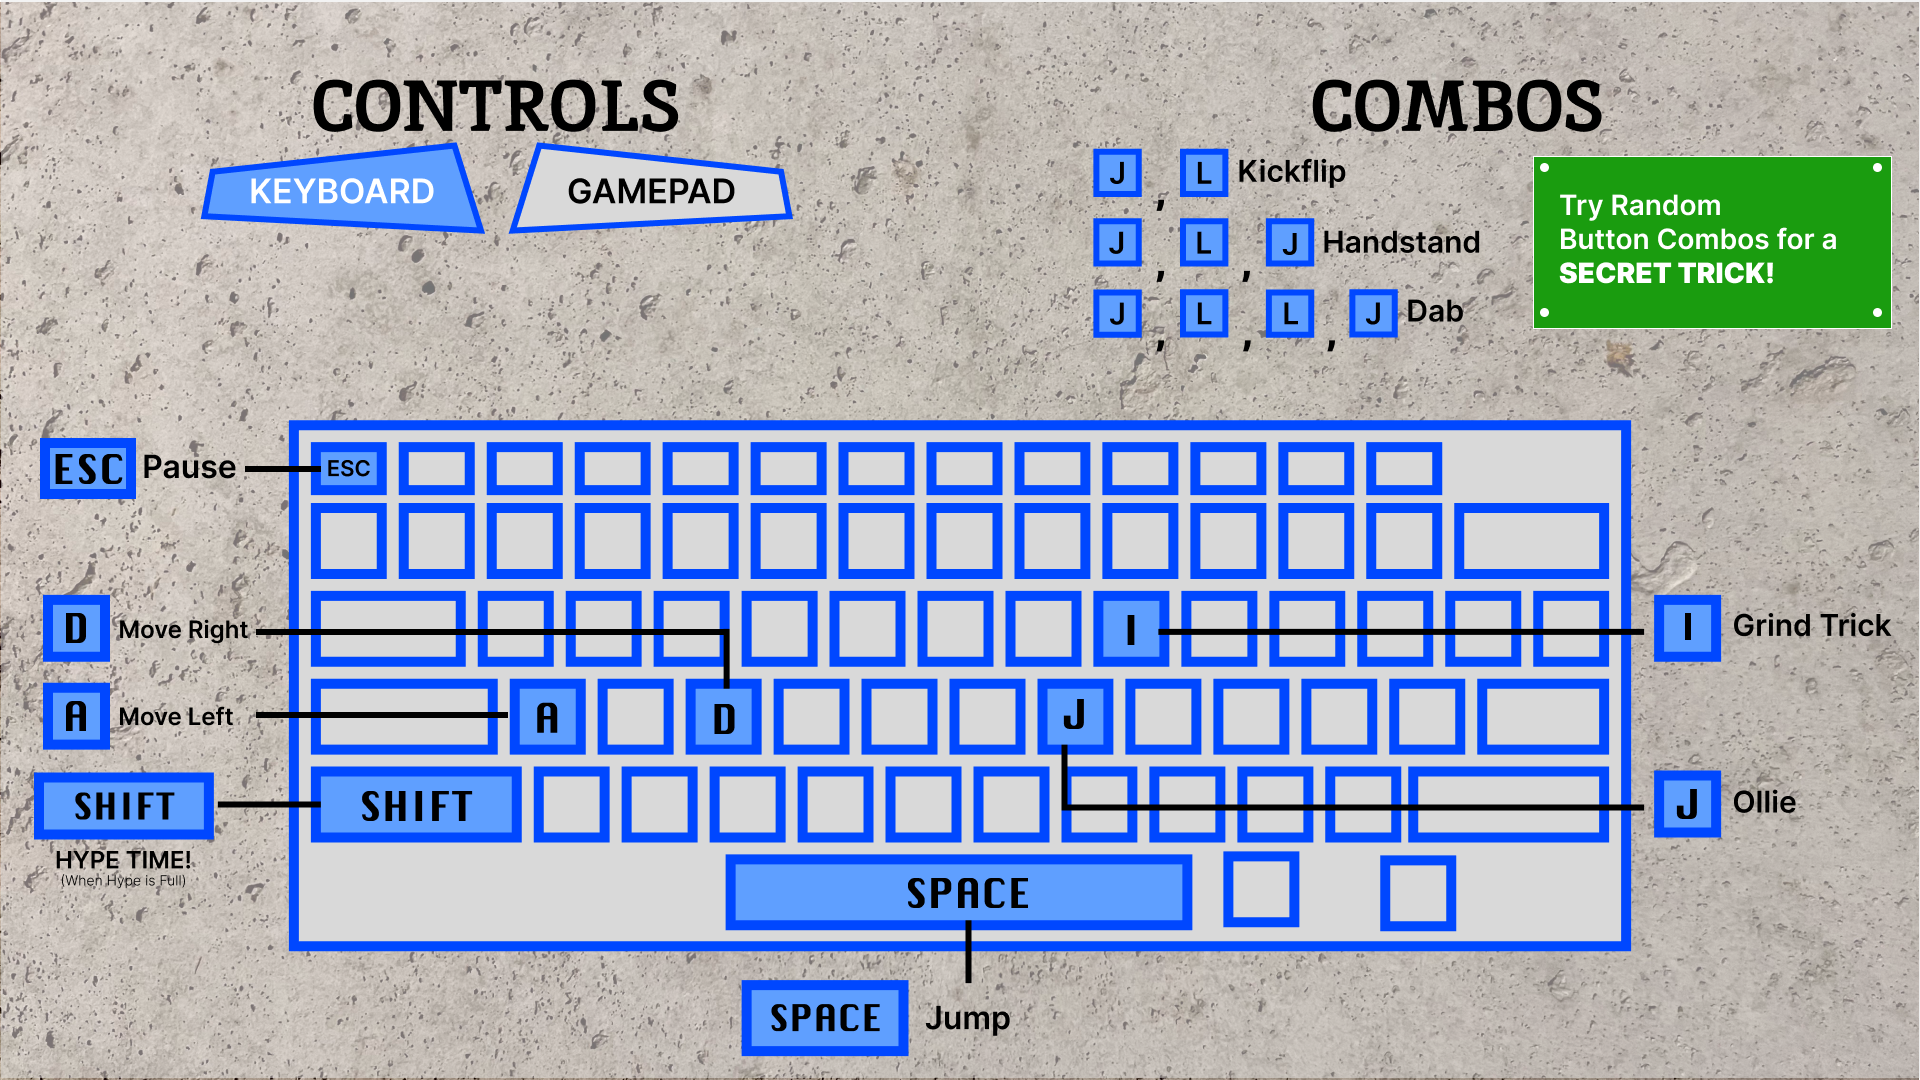 CONTROLS
KEYBOARD
GAMEPAD
COMBOS
J , L Kickflip
J , L , J Handstand
J , L , L , J Dab
Try Random
Button Combos for a
SECRET TRICK!
ESC Pause
ESC
D Move Right
I
I Grind Trick
A Move Left
A
D
J
SHIFT
HYPE TIME!
(When Hype is Full)
SHIFT
J Ollie
SPACE
SPACE Jump